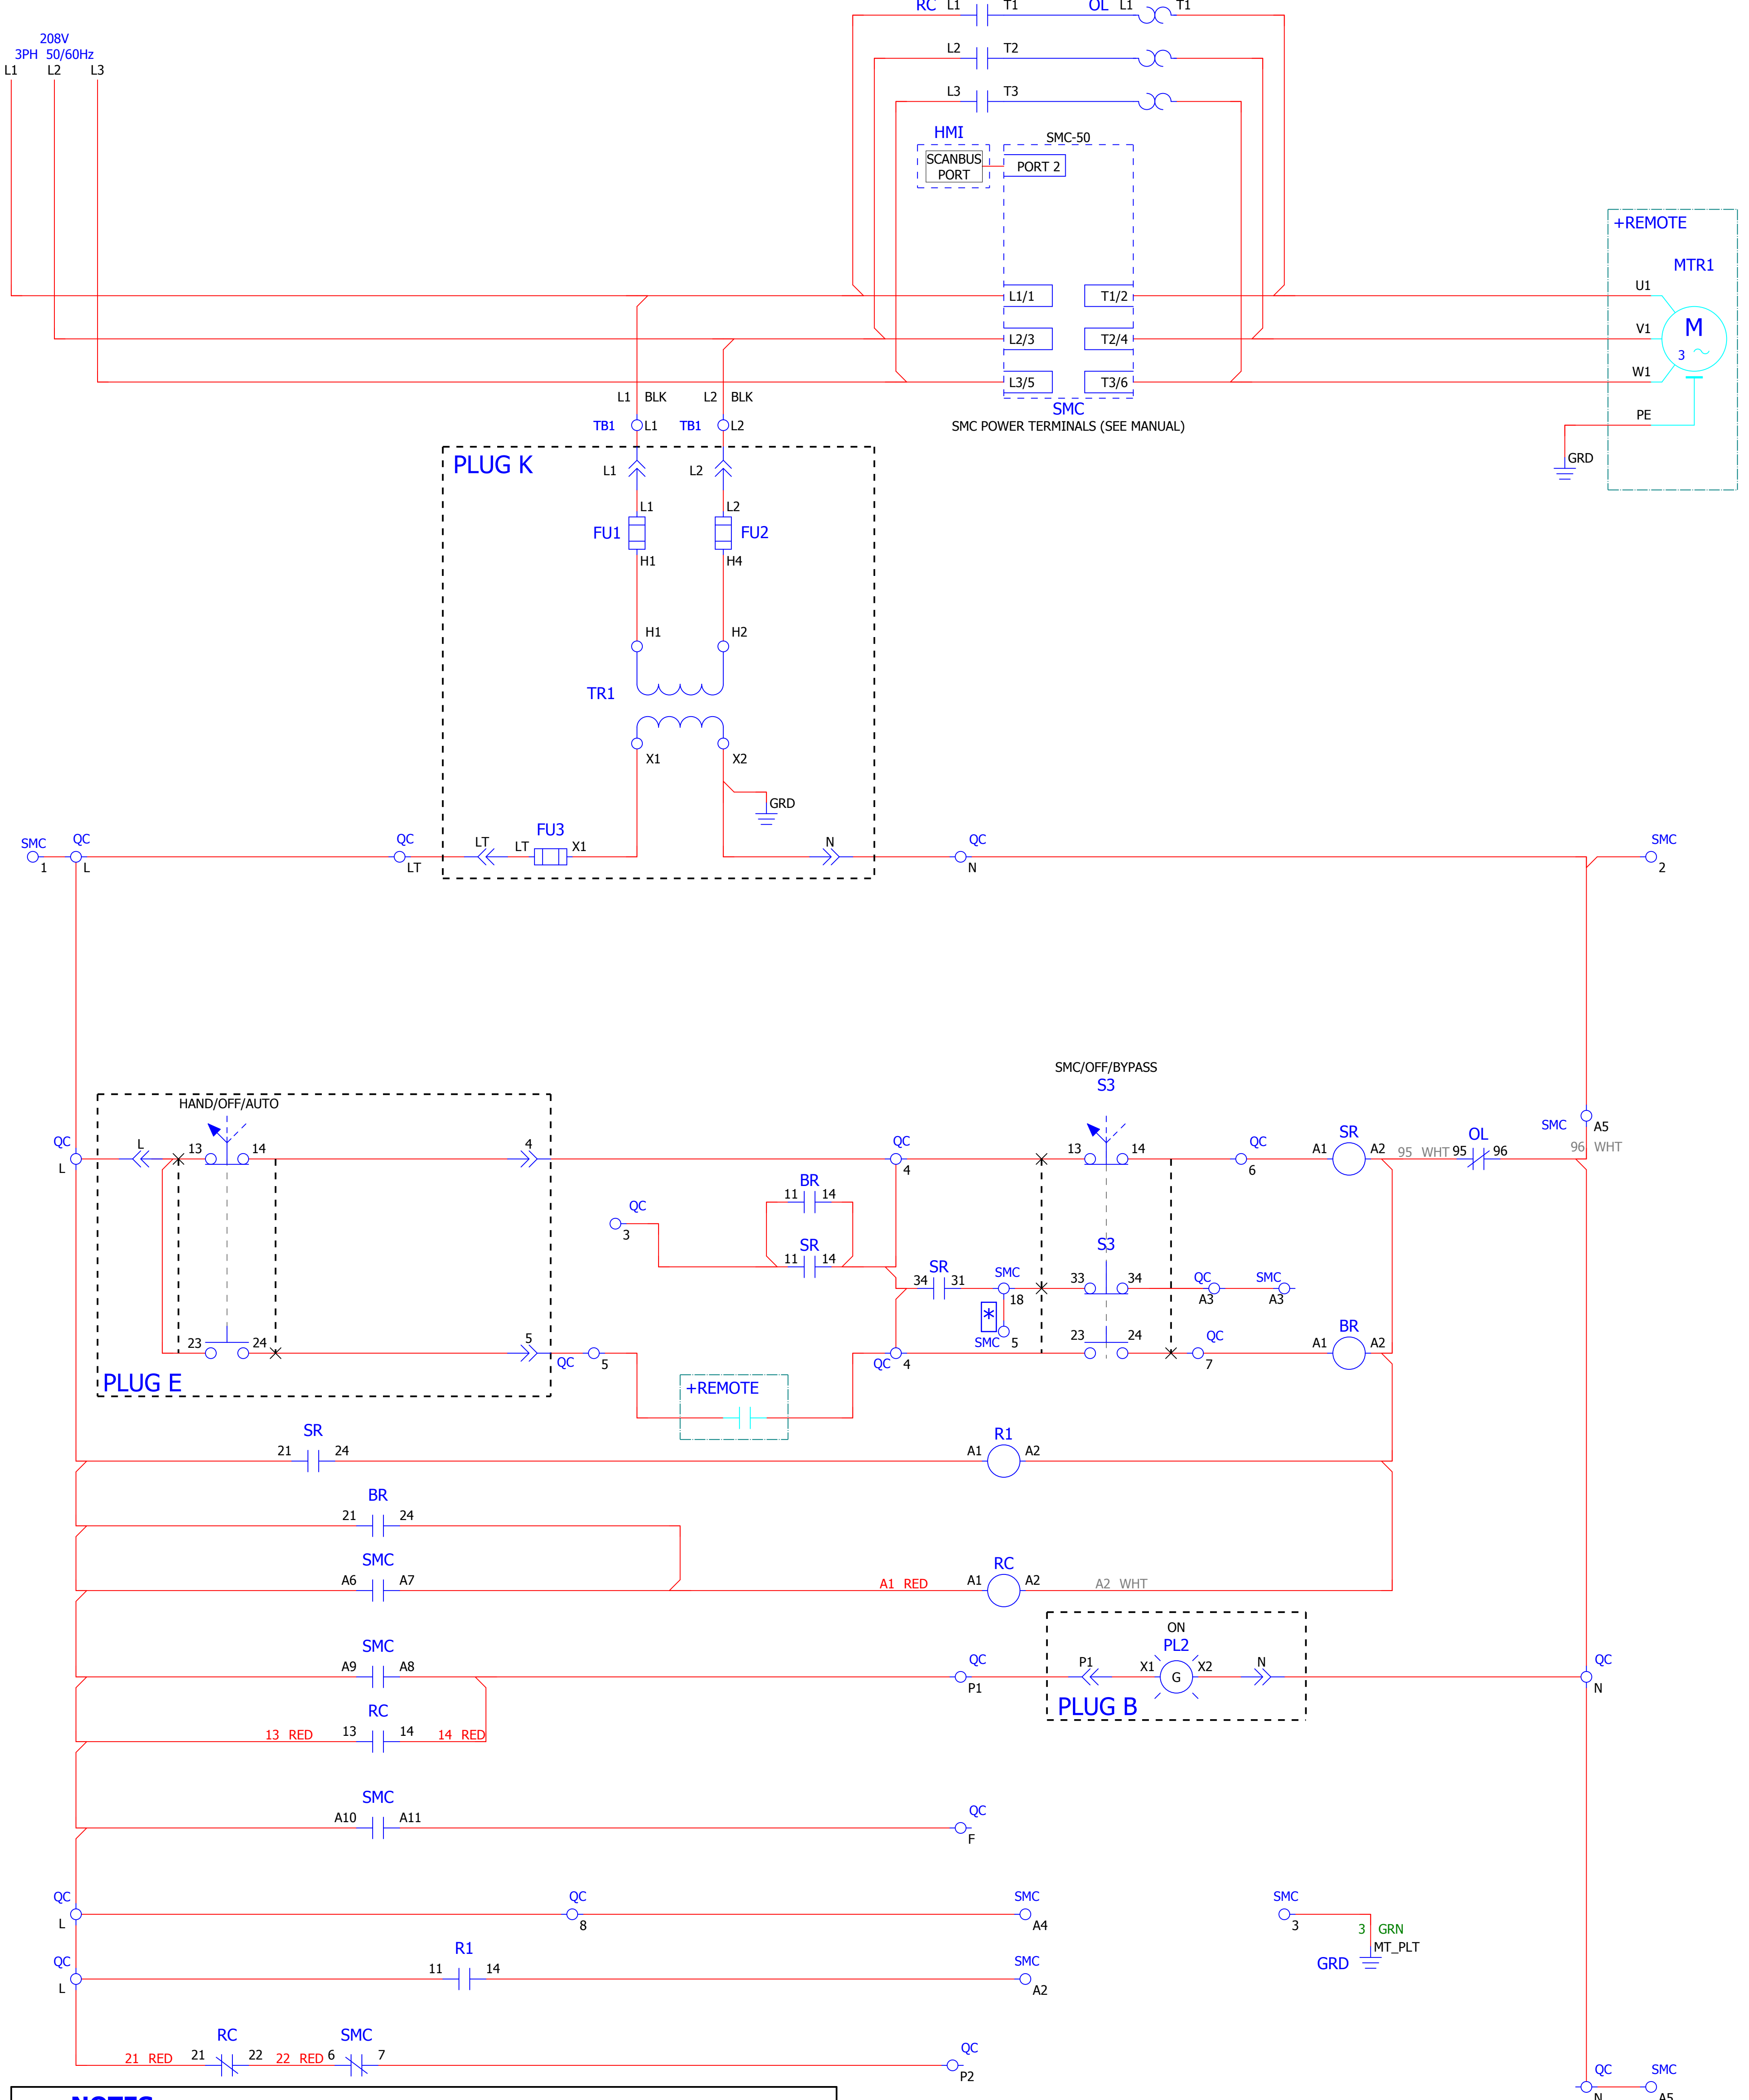 RC L1 T1 OL L1 T1
208V
3PH 50/60Hz
L1 L2 L3
L2 T2
L3 T3
HMI
SCANBUS
PORT
SMC-50
PORT 2
+REMOTE
MTR1
L1/1 T1/2 U1
L2/3 T2/4 V1
M
3
L3/5 T3/6 W1
SMC
SMC POWER TERMINALS (SEE MANUAL)
PE
GRD
L1 BLK L2 BLK
TB1 L1 TB1 L2
PLUG K
L1 L2
L1 L2
FU1 FU2
H1 H4
H1 H2
TR1
X1 X2
GRD
SMC
1
QC
L
QC
LT
LT
LT
FU3
X1
N
QC
N
SMC
2
SMC/OFF/BYPASS
S3
HAND/OFF/AUTO
SMC A5
QC
L
L
13 14
4
QC
4
13 14
QC
6
SR
A1 A2
95 WHT
95 OL 96
96 WHT
BR
11 14
QC
3
SR
11 14
S3
SR
34 31
SMC
18
33 34
QC
A3
SMC
A3
*
SMC 5
23 24
5
QC 5
QC 4
23 24
QC
7
BR
A1 A2
PLUG E
+REMOTE
SR
21 24
R1
A1 A2
BR
21 24
SMC
A6 A7
A1 RED
RC
A1 A2
A2 WHT
ON
PL2
SMC
A9 A8
QC
P1
P1
X1 G X2
N
QC
N
PLUG B
RC
13 RED 13 14 14 RED
SMC
A10 A11
QC
F
QC
L
QC
8
SMC
A4
SMC
3
3 GRN
MT_PLT
GRD
QC
L
R1
11 14
SMC
A2
RC
21 RED 21 22
SMC
22 RED 6 7
QC
P2
QC
N
SMC
A5
NOTES